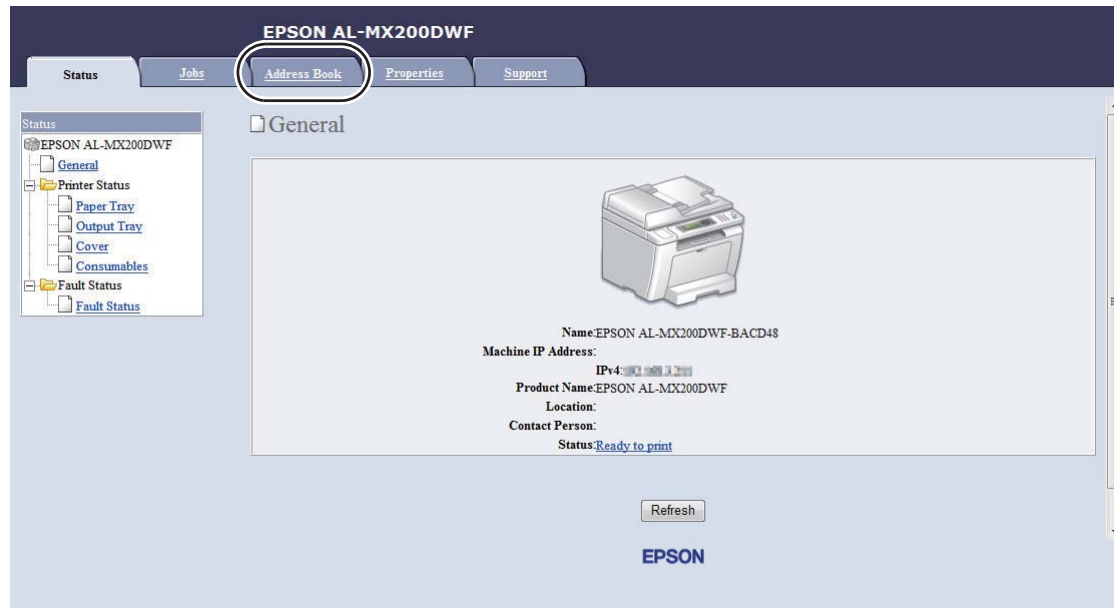 EPSON AL-MX200DWF
Status Jobs Address Book Properties Support
Status
EPSON AL-MX200DWF
General
Printer Status
Paper Tray
Output Tray
Cover
Consumables
Fault Status
Fault Status
General
Name:EPSON AL-MX200DWF-BACD48
Machine IP Address:
IPv4:
Product Name:EPSON AL-MX200DWF
Location:
Contact Person:
Status:Ready to print
Refresh
EPSON